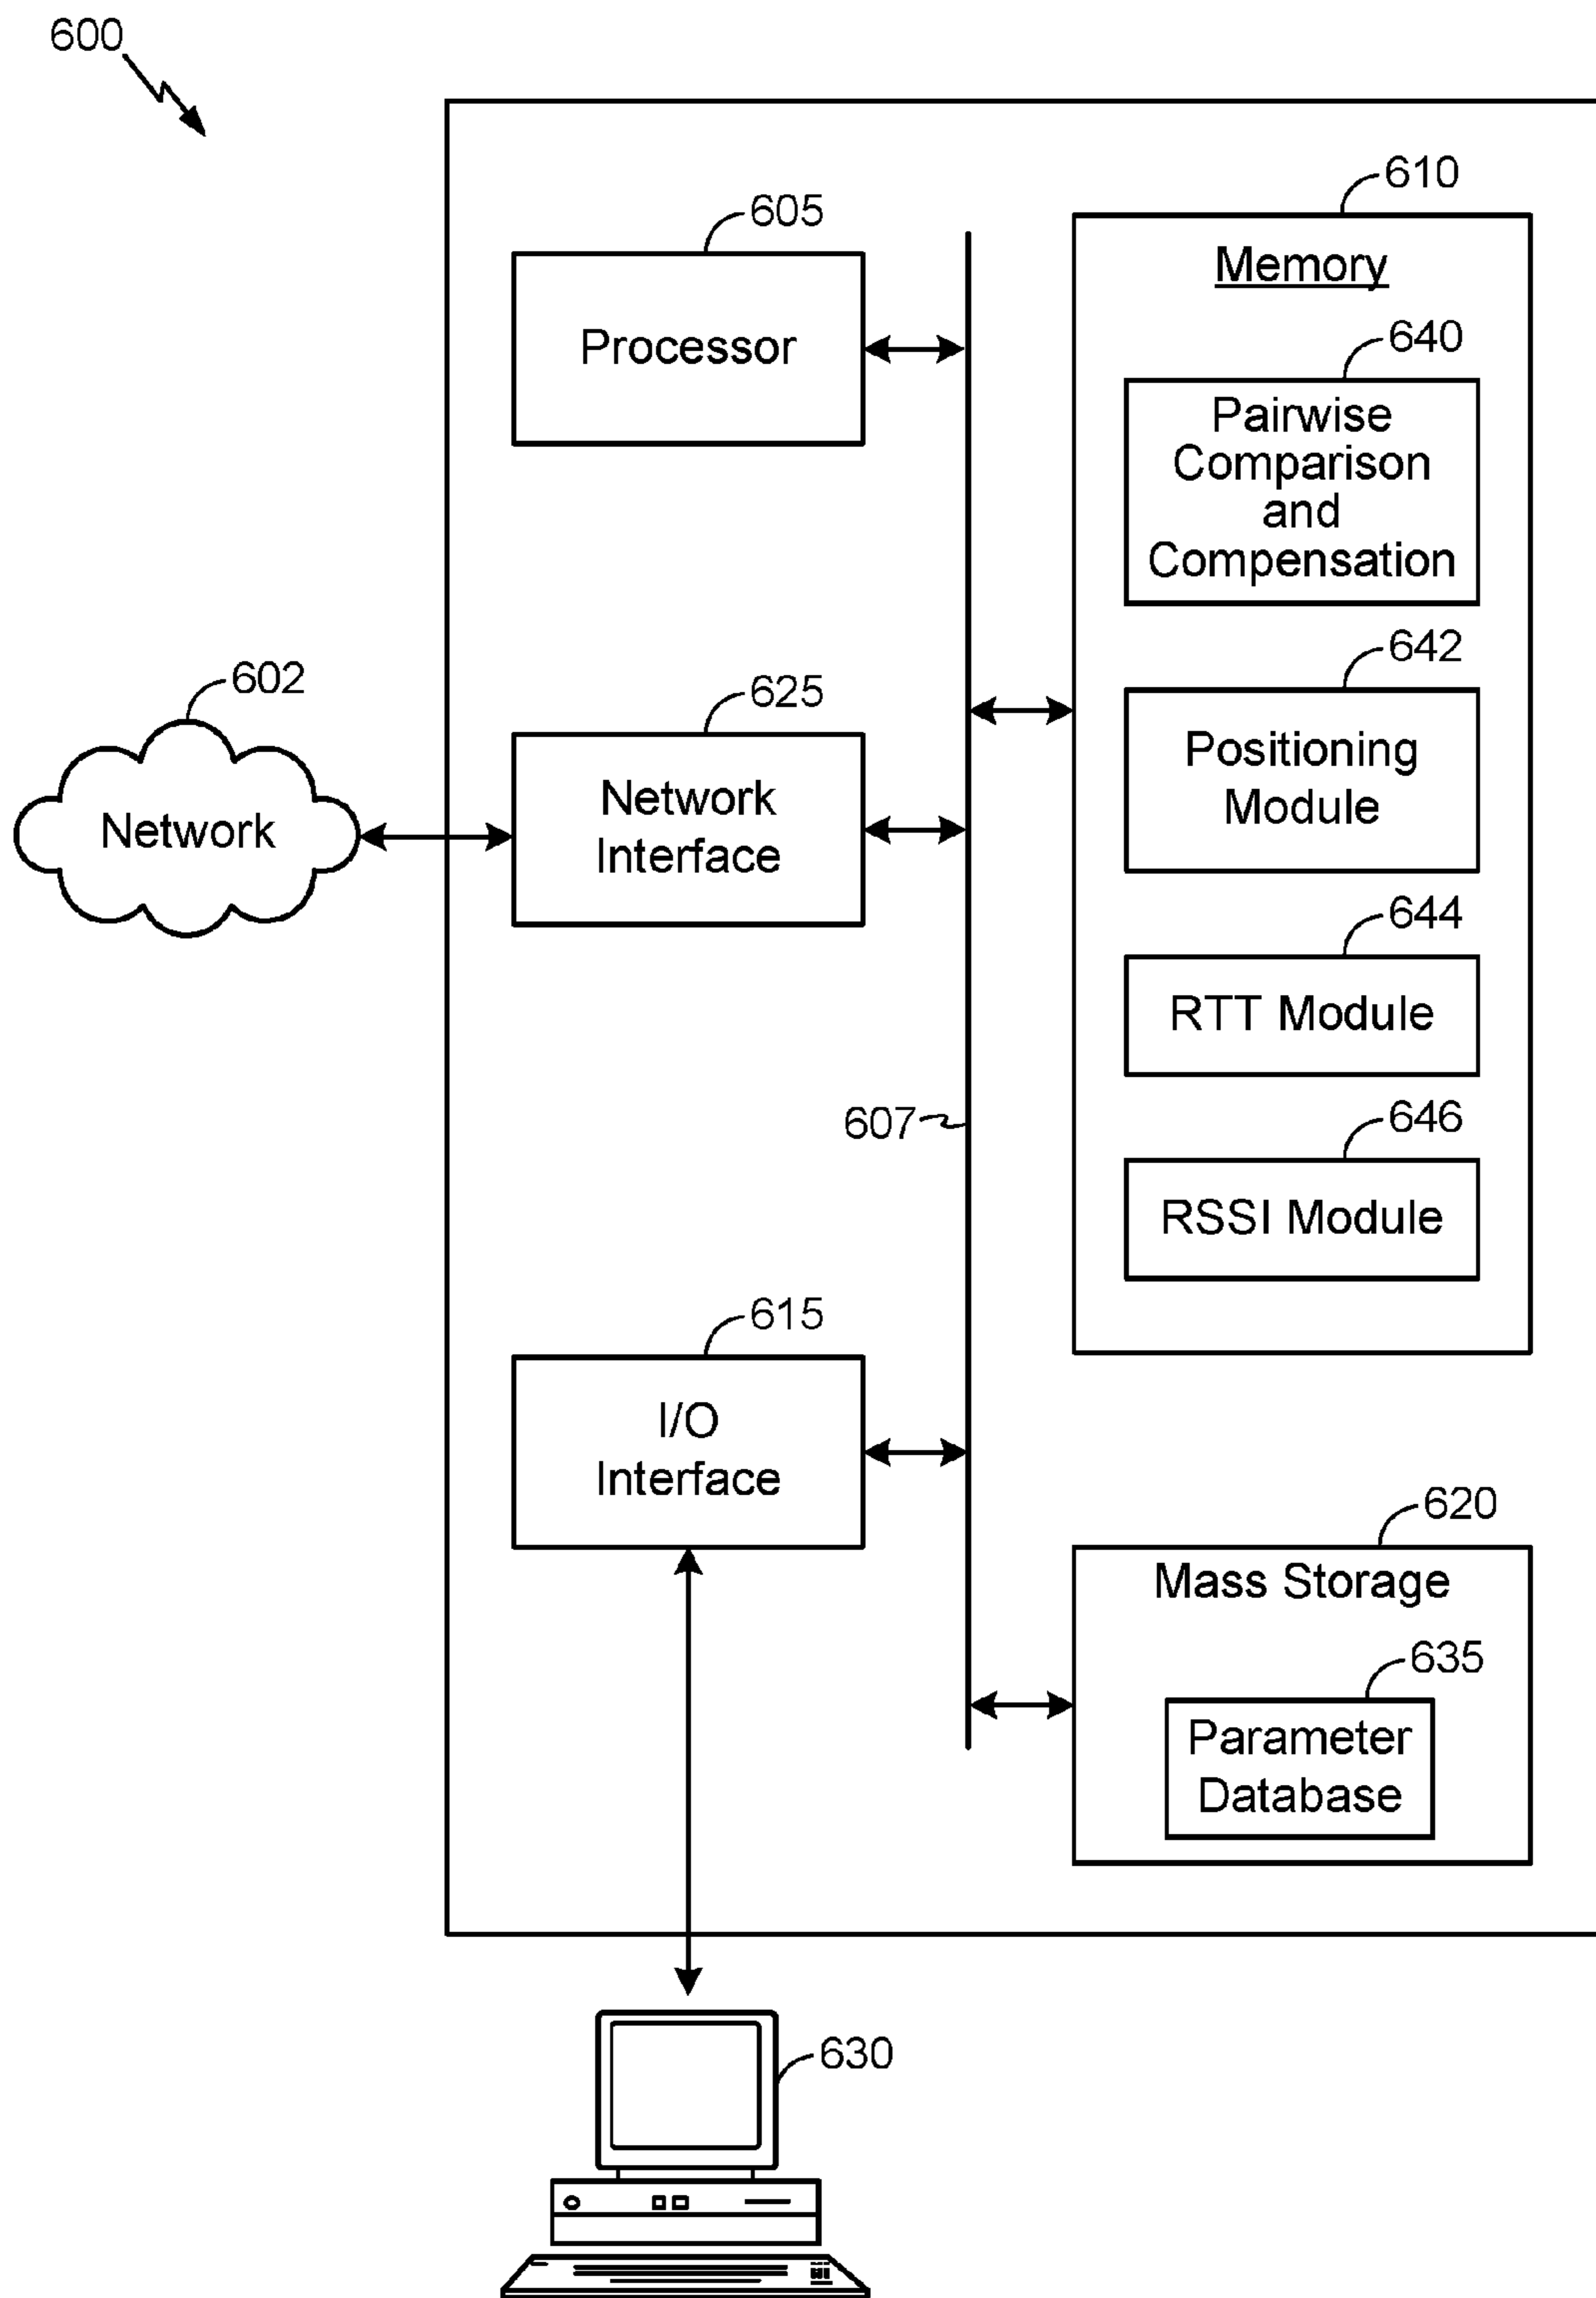 600
610
605
Memory
640
Processor
Pairwise
Comparison
and
Compensation
642
602
625
Positioning
Module
Network
Network
Interface
644
RTT Module
607
646
RSSI Module
615
I/O
Interface
620
Mass Storage
635
Parameter
Database
630